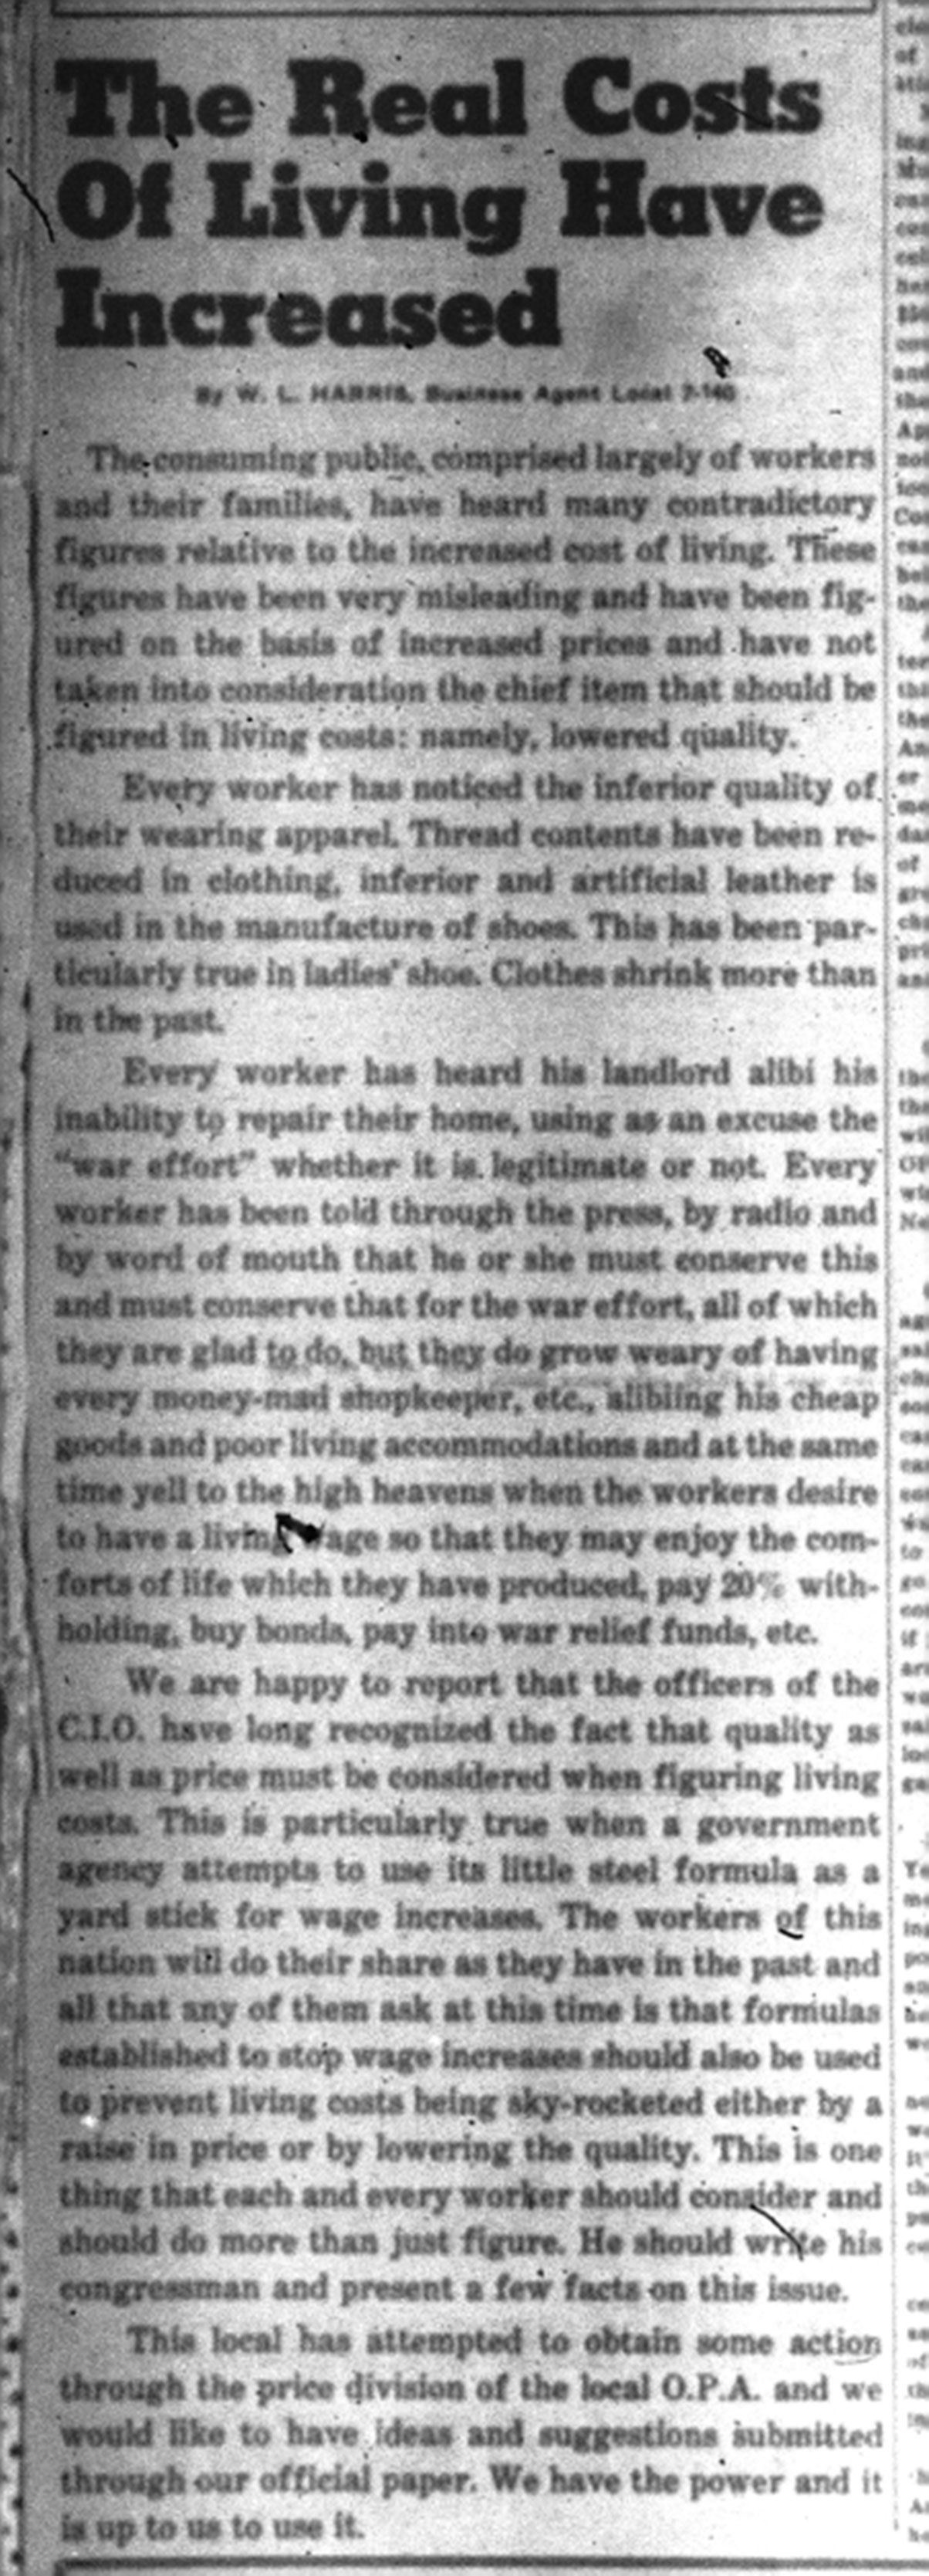 The Real Costs
Of Living Have
Increased
By W. L. HARRIS, Business Agent Local 2-140
The consuming public, comprised largely of workers
and their families, have heard many contradictory
figures relative to the increased cost of living. These
figures have been very misleading and have been fig-
ured on the basis of increased prices and have not
taken into consideration the chief item that should be
figured in living costs: namely, lowered quality.
Every worker has noticed the inferior quality of
their wearing apparel. Thread contents have been re-
duced in clothing, inferior and artificial leather is
used in the manufacture of shoes. This has been par-
ticularly true in ladies' shoe. Clothes shrink more than
in the past.
Every worker has heard his landlord alibi his
inability to repair their home, using as an excuse the
"war effort" whether it is legitimate or not. Every
worker has been told through the press, by radio and
by word of mouth that he or she must conserve this
and must conserve that for the war effort, all of which
they are glad to do, but they do grow weary of having
every money-mad shopkeeper, etc., alibiing his cheap
goods and poor living accommodations and at the same
time yell to the high heavens when the workers desire
to have a living wage so that they may enjoy the com-
forts of life which they have produced, pay 20% with-
holding, buy bonds, pay into war relief funds, etc.
We are happy to report that the officers of the
C.I.O. have long recognized the fact that quality as
well as price must be considered when figuring living
costs. This is particularly true when a government
agency attempts to use its little steel formula as a
yard stick for wage increases. The workers of this
nation will do their share as they have in the past and
all that any of them ask at this time is that formulas
established to stop wage increases should also be used
to prevent living costs being sky-rocketed either by a
raise in price or by lowering the quality. This is one
thing that each and every worker should consider and
should do more than just figure. He should write his
congressman and present a few facts on this issue.
This local has attempted to obtain some action
through the price division of the local O.P.A. and we
would like to have ideas and suggestions submitted
through our official paper. We have the power and it
is up to us to use it.